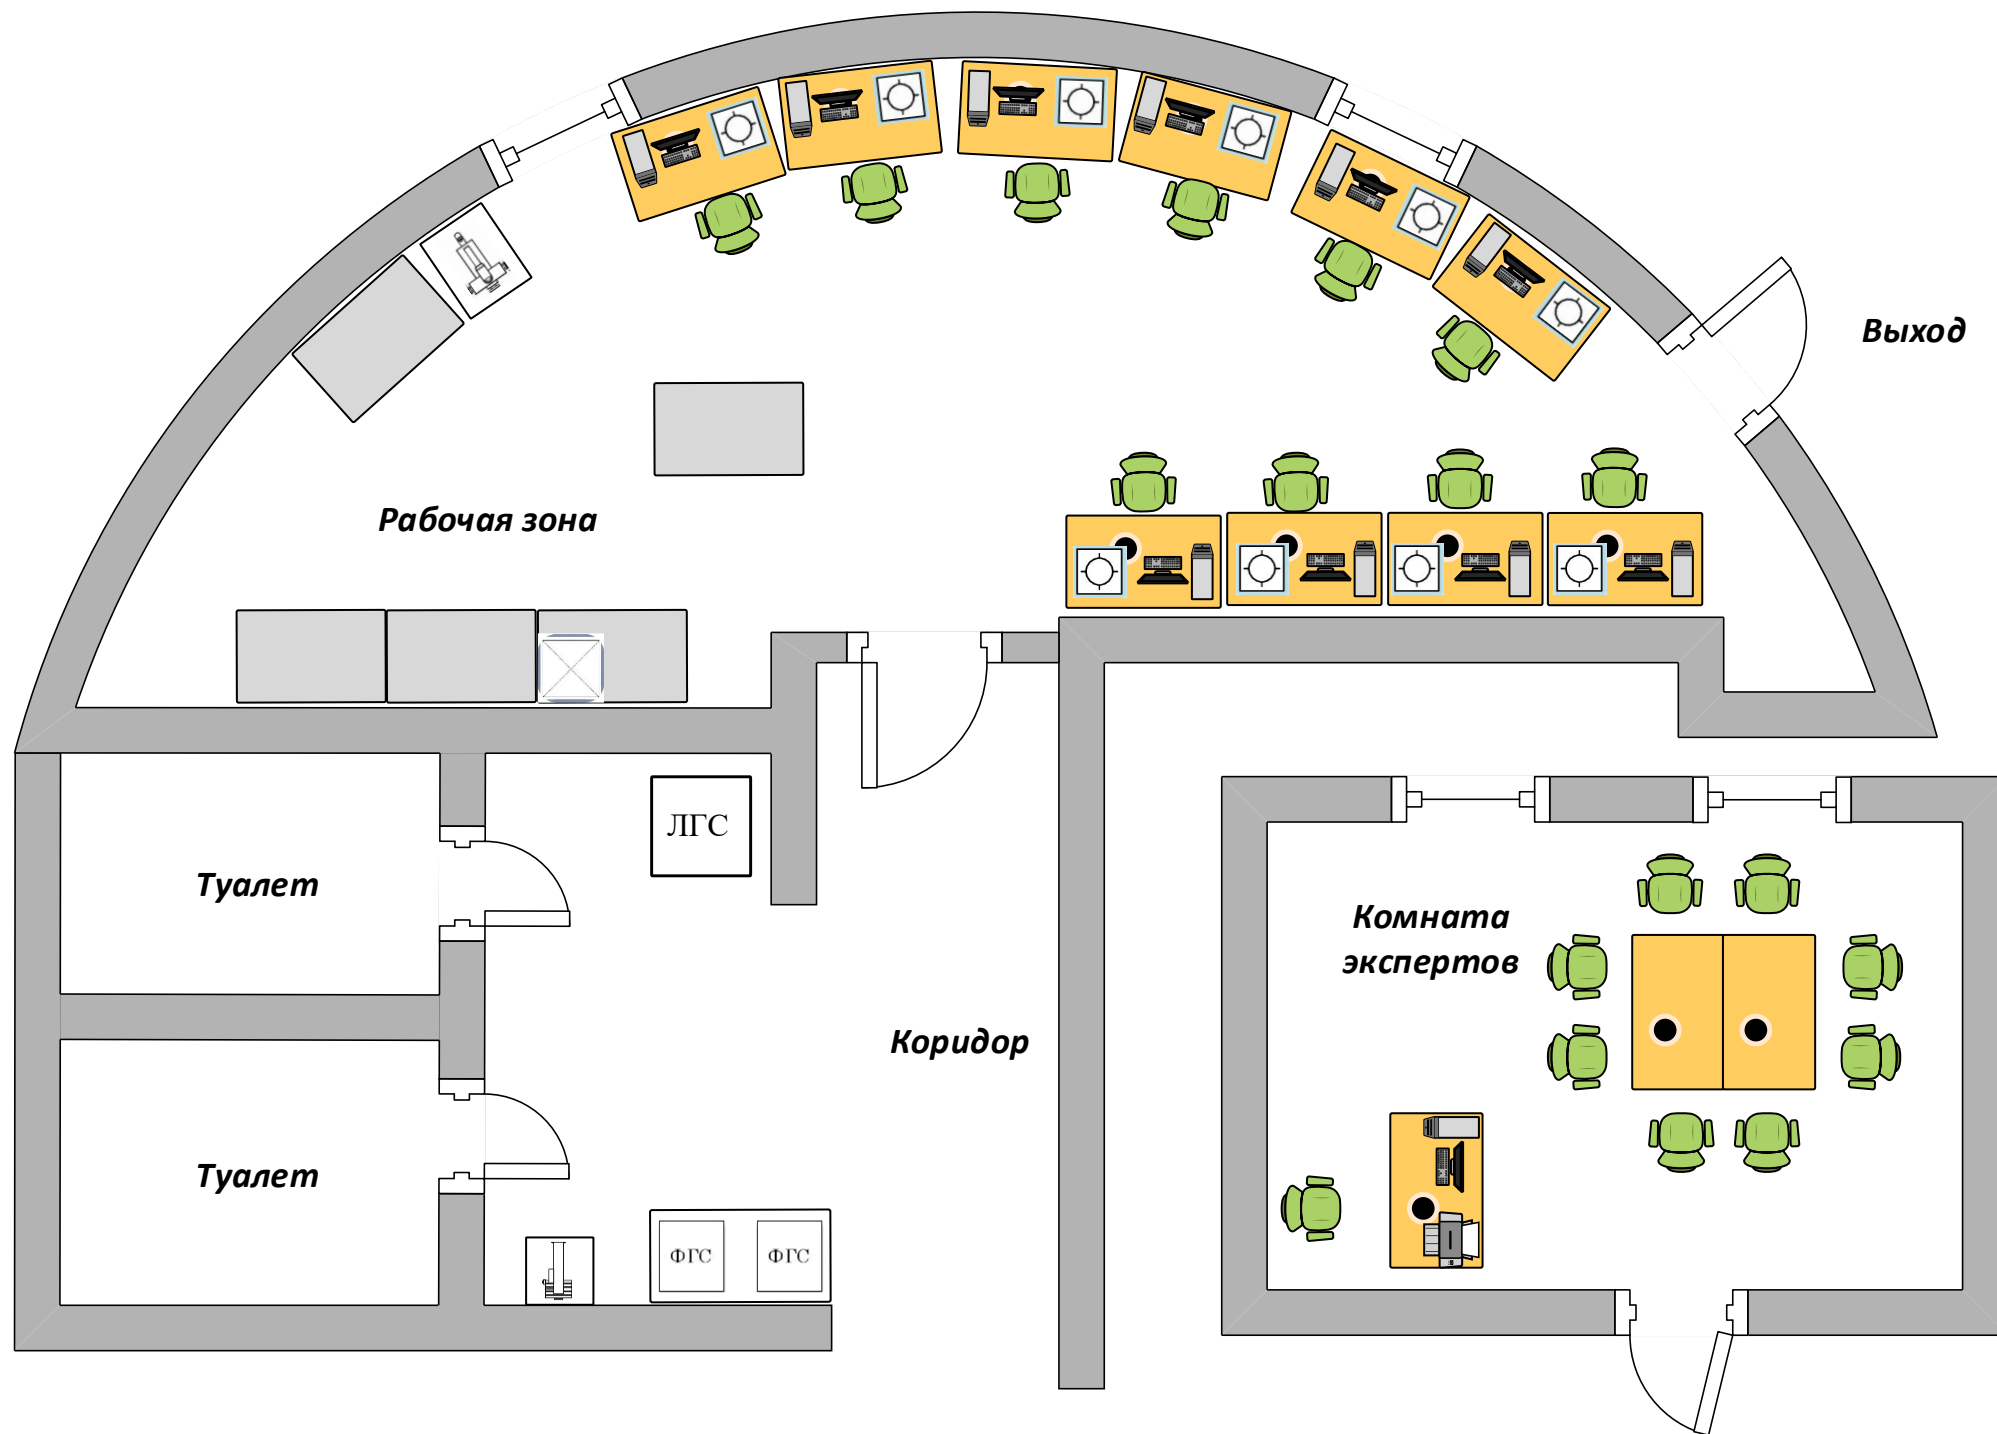 Выход
Рабочая зона
ЛГС
Туалет
Комната
экспертов
Коридор
Туалет
ФГС
ФГС